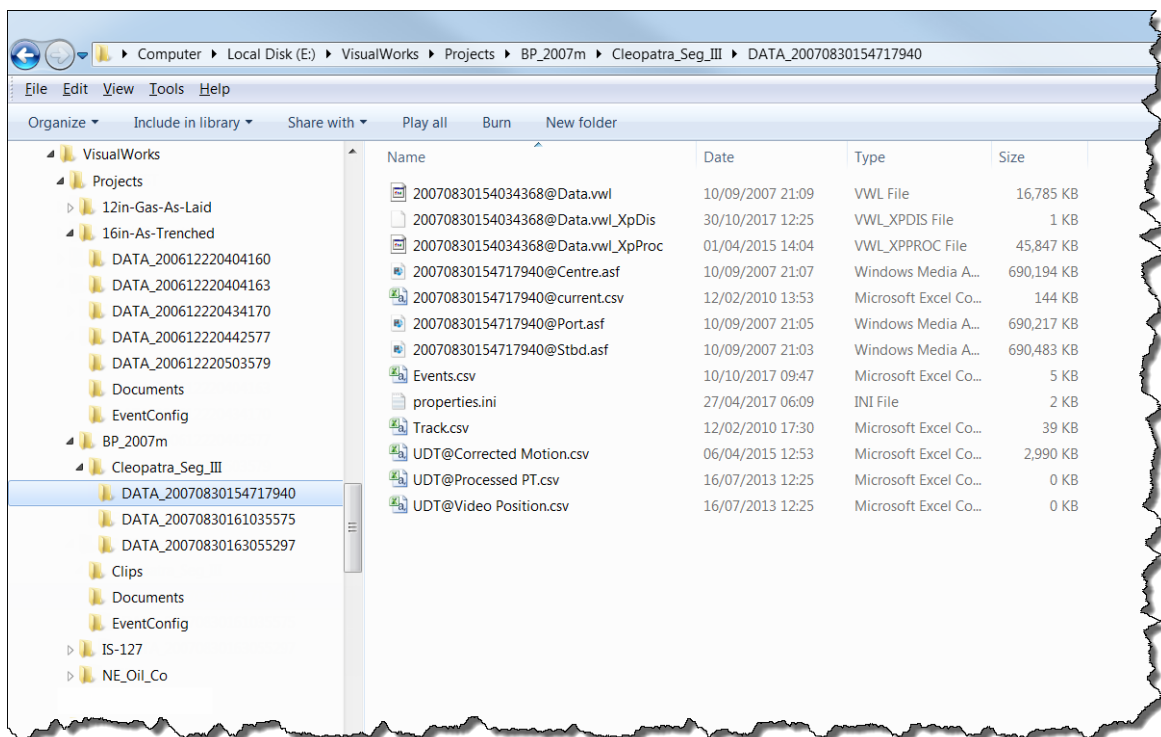 Computer Local Disk (E:) VisualWorks Projects BP_2007m Cleopatra_Seg_III DATA_20070830154717940
File Edit View Tools Help
Organize Include in library Share with Play all Burn New folder
VisualWorks
Projects
12in-Gas-As-Laid
16in-As-Trenched
DATA_200612220404160
DATA_200612220404163
DATA_200612220434170
DATA_200612220442577
DATA_200612220503579
Documents
EventConfig
BP_2007m
Cleopatra_Seg_III
DATA_20070830154717940
DATA_20070830161035575
DATA_20070830163055297
Clips
Documents
EventConfig
IS-127
NE_Oil_Co
Name Date Type Size
20070830154034368@Data.vwl 10/09/2007 21:09 VWL File 16,785 KB
20070830154034368@Data.vwl_XpDis 30/10/2017 12:25 VWL_XPDIS File 1 KB
20070830154034368@Data.vwl_XpProc 01/04/2015 14:04 VWL_XPPROC File 45,847 KB
20070830154717940@Centre.asf 10/09/2007 21:07 Windows Media A... 690,194 KB
20070830154717940@current.csv 12/02/2010 13:53 Microsoft Excel Co... 144 KB
20070830154717940@Port.asf 10/09/2007 21:05 Windows Media A... 690,217 KB
20070830154717940@Stbd.asf 10/09/2007 21:03 Windows Media A... 690,483 KB
Events.csv 10/10/2017 09:47 Microsoft Excel Co... 5 KB
properties.ini 27/04/2017 06:09 INI File 2 KB
Track.csv 12/02/2010 17:30 Microsoft Excel Co... 39 KB
UDT@Corrected Motion.csv 06/04/2015 12:53 Microsoft Excel Co... 2,990 KB
UDT@Processed PT.csv 16/07/2013 12:25 Microsoft Excel Co... 0 KB
UDT@Video Position.csv 16/07/2013 12:25 Microsoft Excel Co... 0 KB